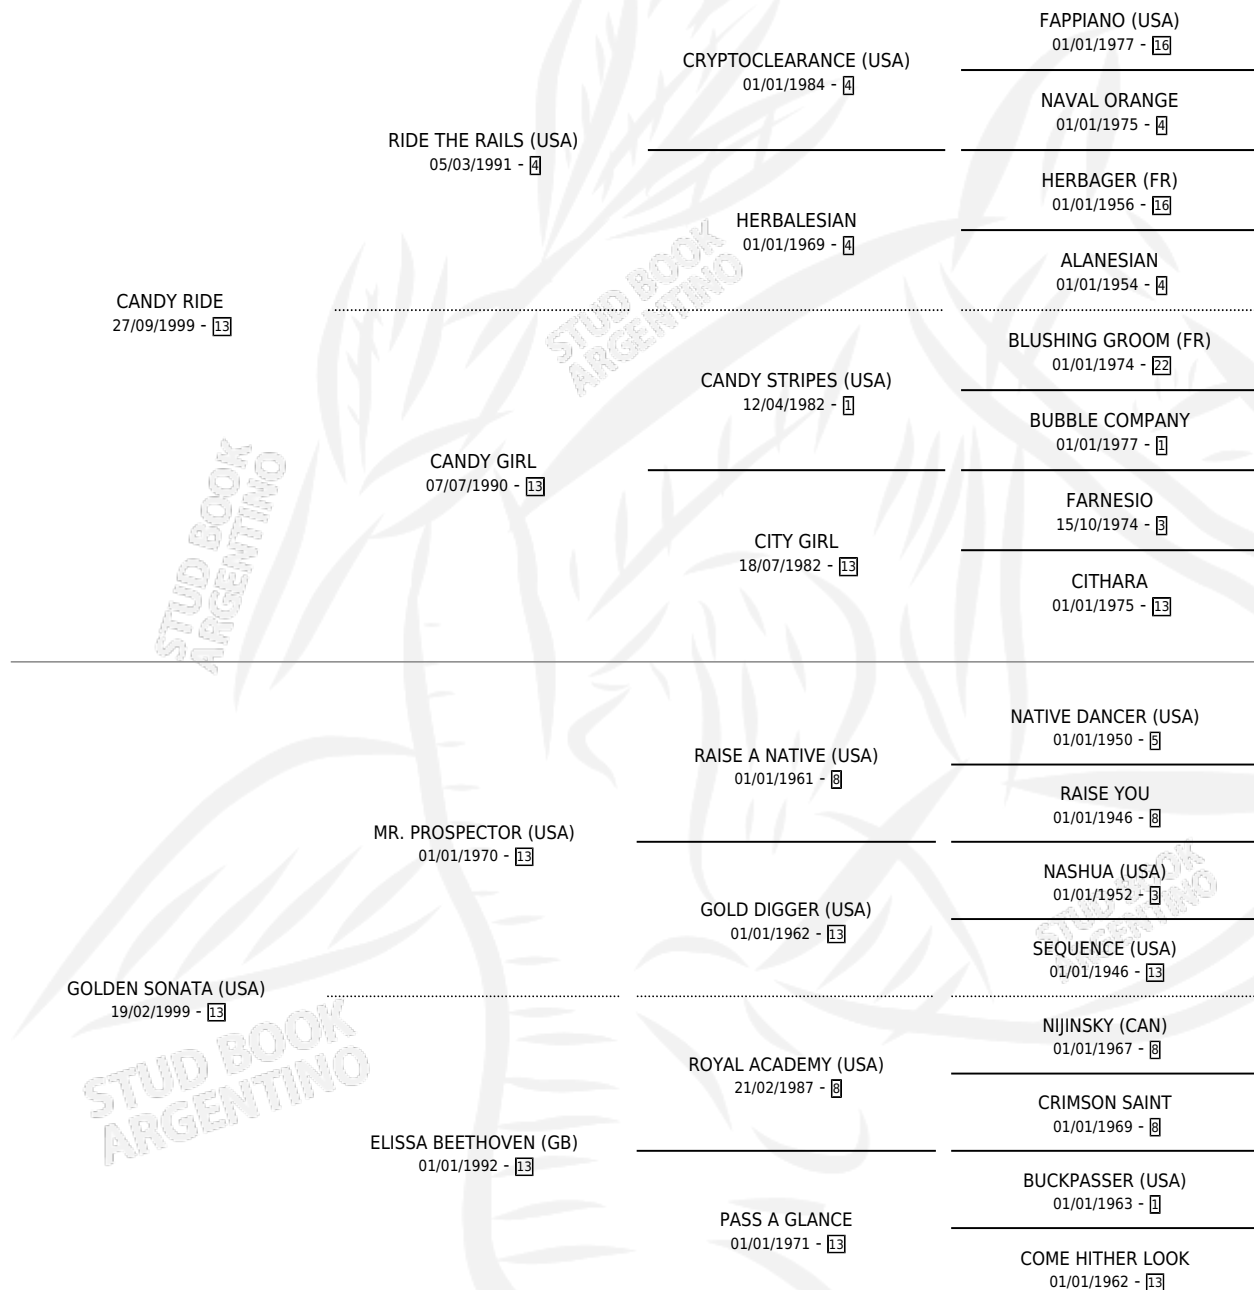 FAPPIANO (USA)
01/01/1977 - 16
CRYPTOCLEARANCE (USA)
01/01/1984 - 4
NAVAL ORANGE
01/01/1975 - 4
RIDE THE RAILS (USA)
05/03/1991 - 4
HERBAGER (FR)
01/01/1956 - 16
HERBALESIAN
01/01/1969 - 4
ALANESIAN
01/01/1954 - 4
CANDY RIDE
27/09/1999 - 13
BLUSHING GROOM (FR)
01/01/1974 - 22
CANDY STRIPES (USA)
12/04/1982 - 1
BUBBLE COMPANY
01/01/1977 - 1
CANDY GIRL
07/07/1990 - 13
FARNESIO
15/10/1974 - 3
CITY GIRL
18/07/1982 - 13
CITHARA
01/01/1975 - 13
NATIVE DANCER (USA)
01/01/1950 - 5
RAISE A NATIVE (USA)
01/01/1961 - 8
RAISE YOU
01/01/1946 - 8
MR. PROSPECTOR (USA)
01/01/1970 - 13
NASHUA (USA)
01/01/1952 - 3
GOLD DIGGER (USA)
01/01/1962 - 13
SEQUENCE (USA)
01/01/1946 - 13
GOLDEN SONATA (USA)
19/02/1999 - 13
NIJINSKY (CAN)
01/01/1967 - 8
ROYAL ACADEMY (USA)
21/02/1987 - 8
CRIMSON SAINT
01/01/1969 - 8
ELISSA BEETHOVEN (GB)
01/01/1992 - 13
BUCKPASSER (USA)
01/01/1963 - 1
PASS A GLANCE
01/01/1971 - 13
COME HITHER LOOK
01/01/1962 - 13
STUD BOOK
ARGENTINO
STUD BOOK
ARGENTINO
STUD BOOK
ARGENTINO
STUD BOOK
ARGENTINO